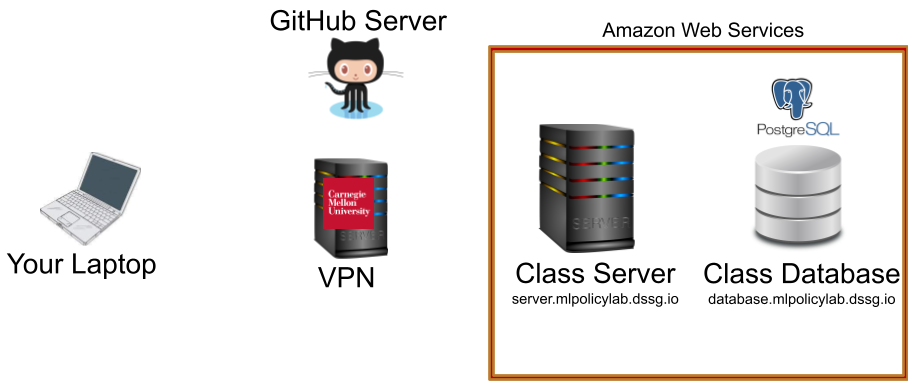 GitHub Server
Amazon Web Services
PostgreSQL
Carnegie
Mellon
University
SERVER
SERVER
Your Laptop
VPN
Class Server
server.mlpolicylab.dssg.io
Class Database
database.mlpolicylab.dssg.io